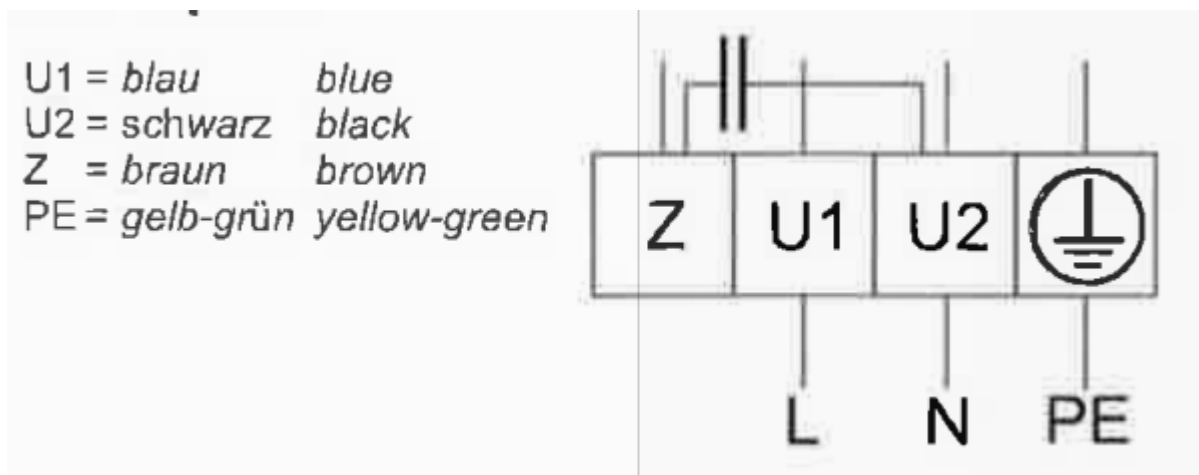 U1 = blau blue
U2 = schwarz black
Z = braun brown
PE = gelb-grün yellow-green
Z U1 U2
L N PE